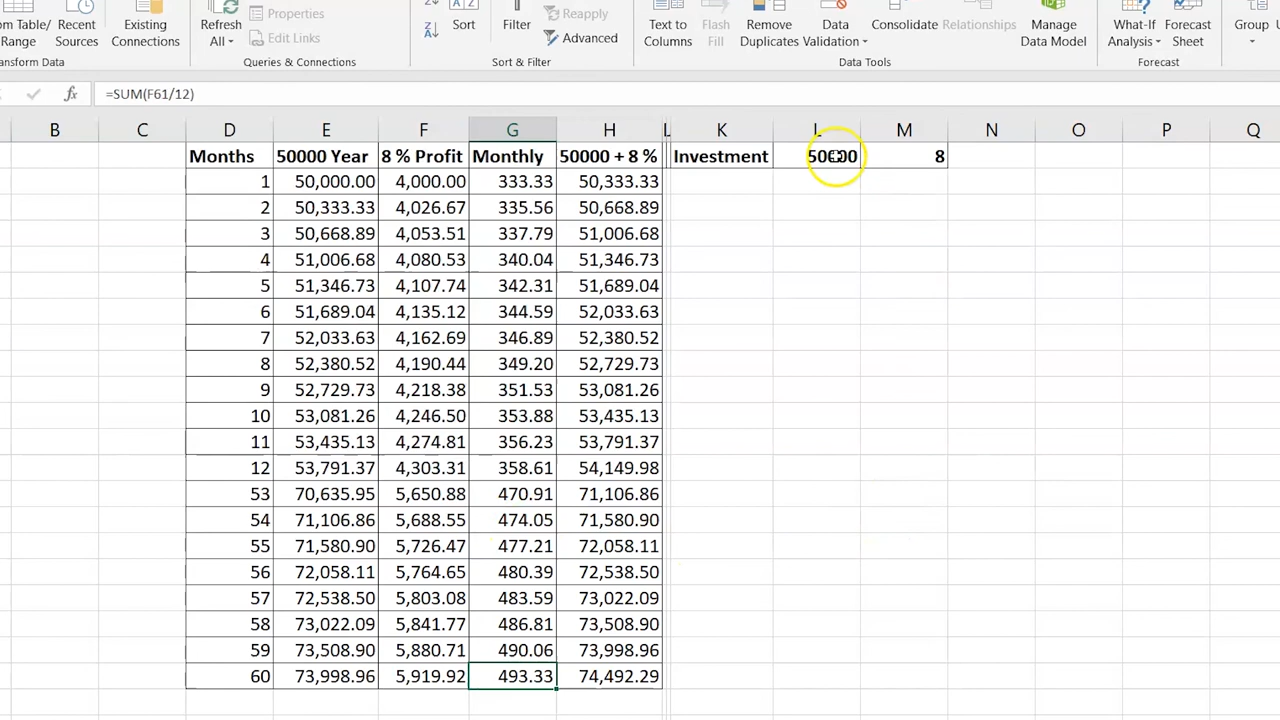 om Table/ Recent Existing Refresh Properties Sort Filter Reapply Text to Flash Remove Data Consolidate Relationships Manage What-If Forecast Group
Range Sources Connections All Edit Links Advanced Columns Fill Duplicates Validation Data Model Analysis Sheet
ansform Data Queries & Connections Sort & Filter Data Tools Forecast
fx =SUM(F61/12)
B C D E F G H K L M N O P Q
Months 50000 Year 8 % Profit Monthly 50000 + 8 % Investment 50000 8
1 50,000.00 4,000.00 333.33 50,333.33
2 50,333.33 4,026.67 335.56 50,668.89
3 50,668.89 4,053.51 337.79 51,006.68
4 51,006.68 4,080.53 340.04 51,346.73
5 51,346.73 4,107.74 342.31 51,689.04
6 51,689.04 4,135.12 344.59 52,033.63
7 52,033.63 4,162.69 346.89 52,380.52
8 52,380.52 4,190.44 349.20 52,729.73
9 52,729.73 4,218.38 351.53 53,081.26
10 53,081.26 4,246.50 353.88 53,435.13
11 53,435.13 4,274.81 356.23 53,791.37
12 53,791.37 4,303.31 358.61 54,149.98
53 70,635.95 5,650.88 470.91 71,106.86
54 71,106.86 5,688.55 474.05 71,580.90
55 71,580.90 5,726.47 477.21 72,058.11
56 72,058.11 5,764.65 480.39 72,538.50
57 72,538.50 5,803.08 483.59 73,022.09
58 73,022.09 5,841.77 486.81 73,508.90
59 73,508.90 5,880.71 490.06 73,998.96
60 73,998.96 5,919.92 493.33 74,492.29